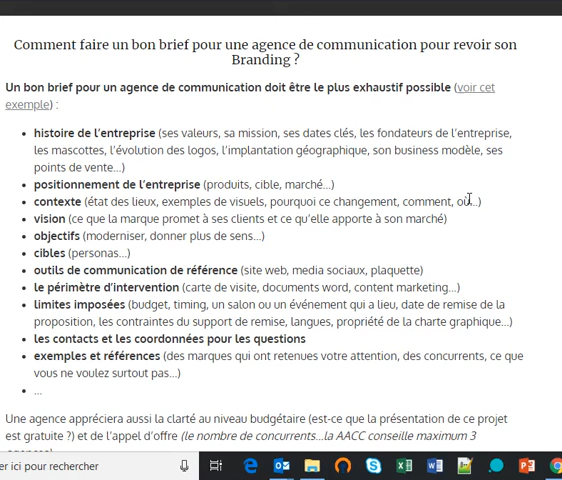 Comment faire un bon brief pour une agence de communication pour revoir son
Branding ?
Un bon brief pour un agence de communication doit être le plus exhaustif possible (voir cet
exemple) :
• histoire de l'entreprise (ses valeurs, sa mission, ses dates clés, les fondateurs de l'entreprise,
les mascottes, l'évolution des logos, l'implantation géographique, son business modèle, ses
points de vente…)
• positionnement de l'entreprise (produits, cible, marché…)
• contexte (état des lieux, exemples de visuels, pourquoi ce changement, comment, où…)
• vision (ce que la marque promet à ses clients et ce qu'elle apporte à son marché)
• objectifs (moderniser, donner plus de sens…)
• cibles (personas…)
• outils de communication de référence (site web, media sociaux, plaquette)
• le périmètre d'intervention (carte de visite, documents word, content marketing…)
• limites imposées (budget, timing, un salon ou un événement qui a lieu, date de remise de la
proposition, les contraintes du support de remise, langues, propriété de la charte graphique…)
• les contacts et les coordonnées pour les questions
• exemples et références (des marques qui ont retenues votre attention, des concurrents, ce que
vous ne voulez surtout pas…)
• …
Une agence appréciera aussi la clarté au niveau budgétaire (est-ce que la présentation de ce projet
est gratuite ?) et de l'appel d'offre (le nombre de concurrents…la AACC conseille maximum 3
er ici pour rechercher